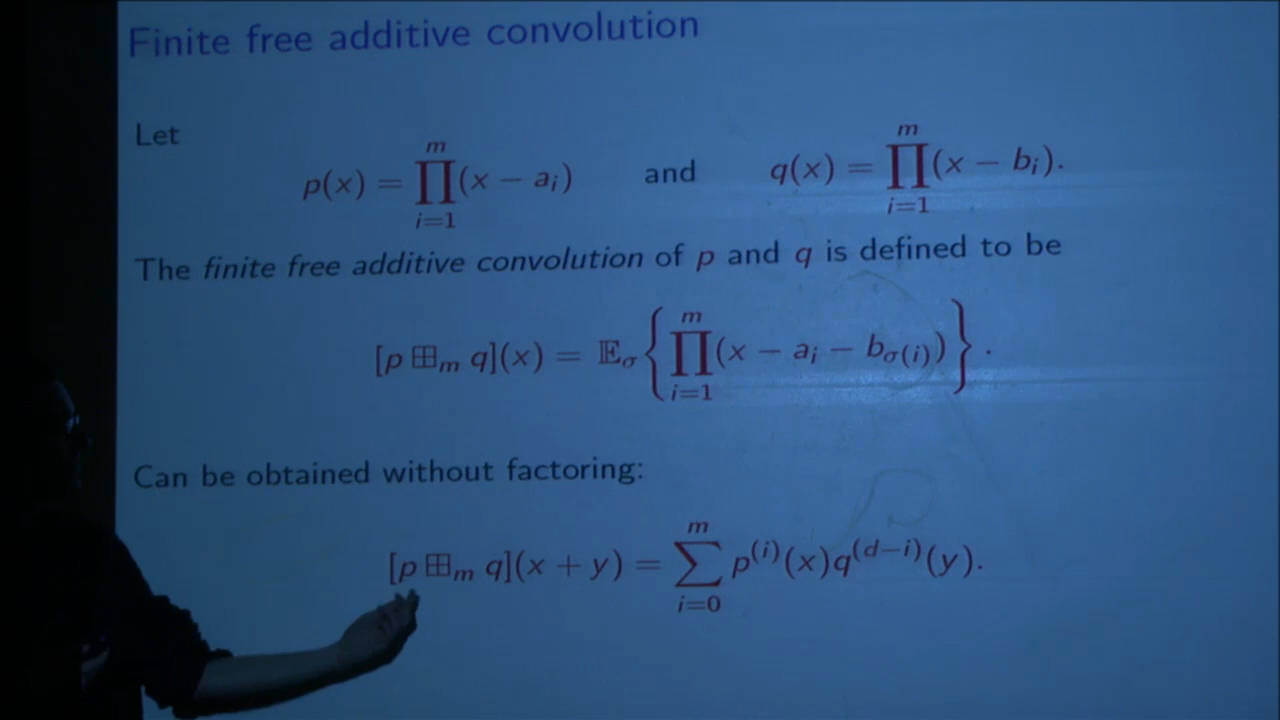 Finite free additive convolution
Let
p(x) = ∏_{i=1}^{m} (x − a_i) and q(x) = ∏_{i=1}^{m} (x − b_i).
The finite free additive convolution of p and q is defined to be
[p ⊞_m q](x) = 𝔼_σ { ∏_{i=1}^{m} (x − a_i − b_{σ(i)}) } .
Can be obtained without factoring:
[p ⊞_m q](x + y) = ∑_{i=0}^{m} p^{(i)}(x)q^{(d−i)}(y).